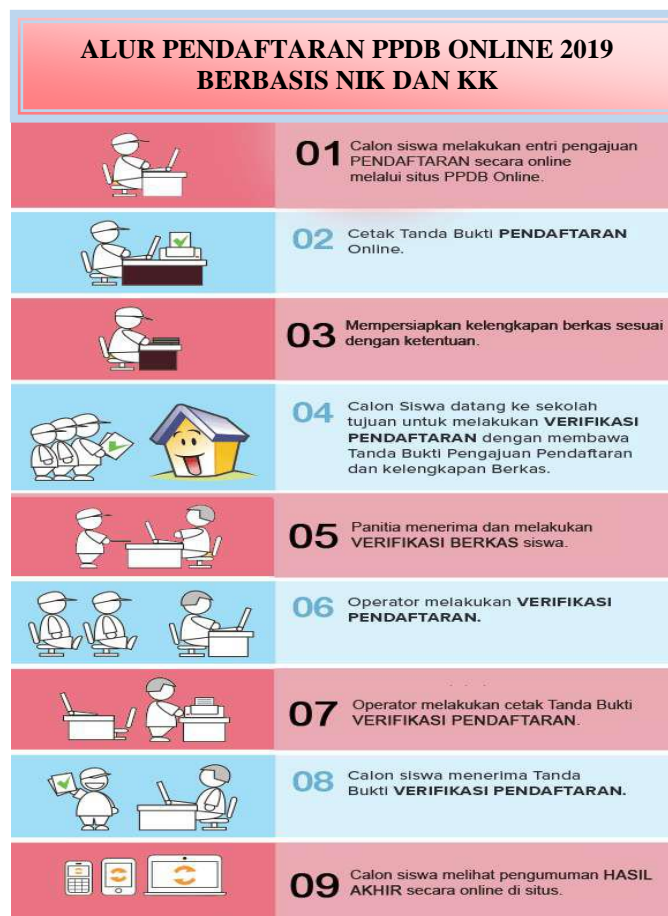 ALUR PENDAFTARAN PPDB ONLINE 2019
BERBASIS NIK DAN KK
01 Calon siswa melakukan entri pengajuan
PENDAFTARAN secara online
melalui situs PPDB Online.
02 Cetak Tanda Bukti PENDAFTARAN
Online.
03 Mempersiapkan kelengkapan berkas sesuai
dengan ketentuan.
04 Calon Siswa datang ke sekolah
tujuan untuk melakukan VERIFIKASI
PENDAFTARAN dengan membawa
Tanda Bukti Pengajuan Pendaftaran
dan kelengkapan Berkas.
05 Panitia menerima dan melakukan
VERIFIKASI BERKAS siswa.
06 Operator melakukan VERIFIKASI
PENDAFTARAN.
07 Operator melakukan cetak Tanda Bukti
VERIFIKASI PENDAFTARAN.
08 Calon siswa menerima Tanda
Bukti VERIFIKASI PENDAFTARAN.
09 Calon siswa melihat pengumuman HASIL
AKHIR secara online di situs.